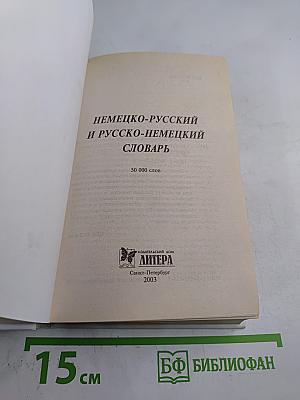 НЕМЕЦКО-РУССКИЙ
И РУССКО-НЕМЕЦКИЙ
СЛОВАРЬ
50 000 слов
ИЗДАТЕЛЬСКИЙ ДОМ
ЛИТЕРА
Санкт-Петербург
2003
15 см
БФ БИБЛИОФАН